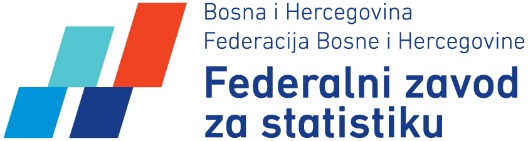 Bosna i Hercegovina
Federacija Bosne i Hercegovine
Federalni zavod
za statistiku